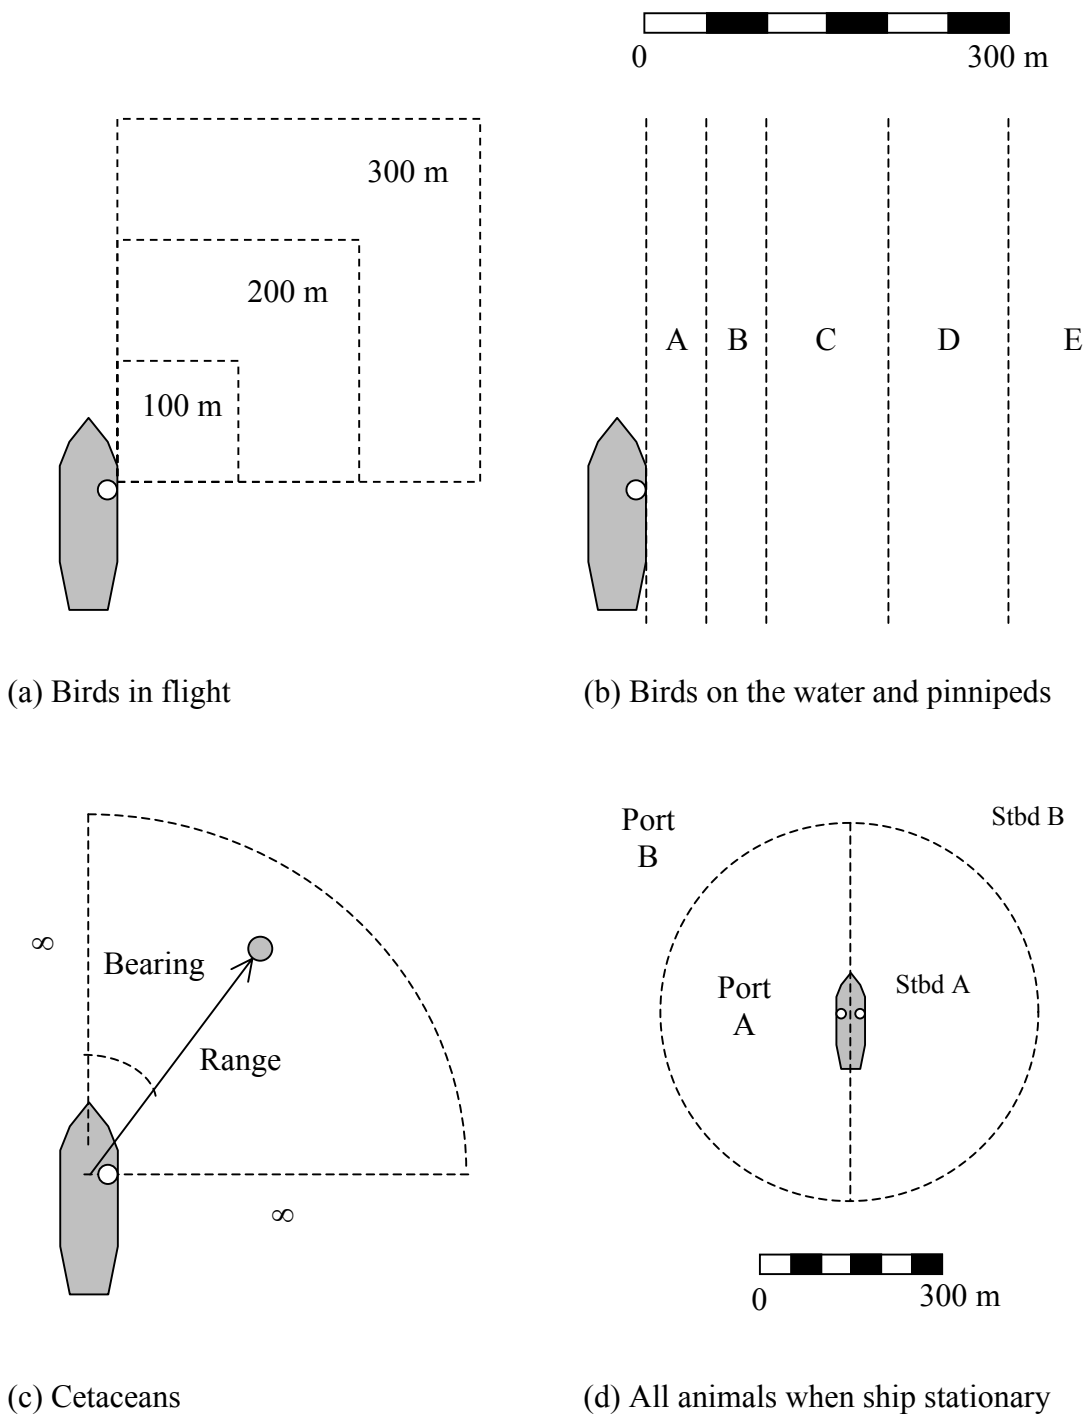 0
300 m
300 m
200 m
100 m
A B C D E
(a) Birds in flight
(b) Birds on the water and pinnipeds
Port
B
Stbd B
∞
Bearing
Range
∞
Port
A
Stbd A
0
300 m
(c) Cetaceans
(d) All animals when ship stationary